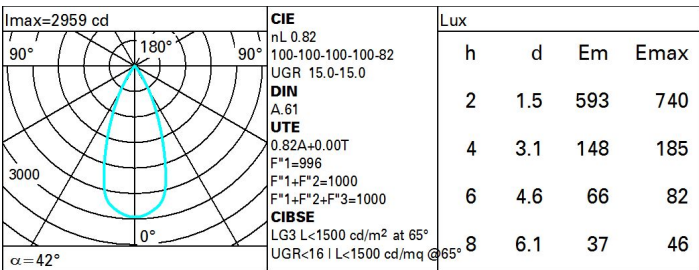 Imax=2959 cd
90° 180° 90°
3000
0°
α=42°
CIE
nL 0.82
100-100-100-100-82
UGR 15.0-15.0
DIN
A.61
UTE
0.82A+0.00T
F"1=996
F"1+F"2=1000
F"1+F"2+F"3=1000
CIBSE
LG3 L<1500 cd/m² at 65°
UGR<16 | L<1500 cd/mq @65°
Lux
h d Em Emax
2 1.5 593 740
4 3.1 148 185
6 4.6 66 82
8 6.1 37 46